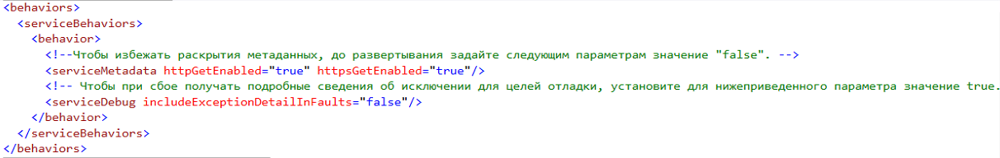 <behaviors>
<serviceBehaviors>
<behavior>
<!--Чтобы избежать раскрытия метаданных, до развертывания задайте следующим параметрам значение "false". -->
<serviceMetadata httpGetEnabled="true" httpsGetEnabled="true"/>
<!-- Чтобы при сбое получать подробные сведения об исключении для целей отладки, установите для нижеприведенного параметра значение true.
<serviceDebug includeExceptionDetailInFaults="false"/>
</behavior>
</serviceBehaviors>
</behaviors>